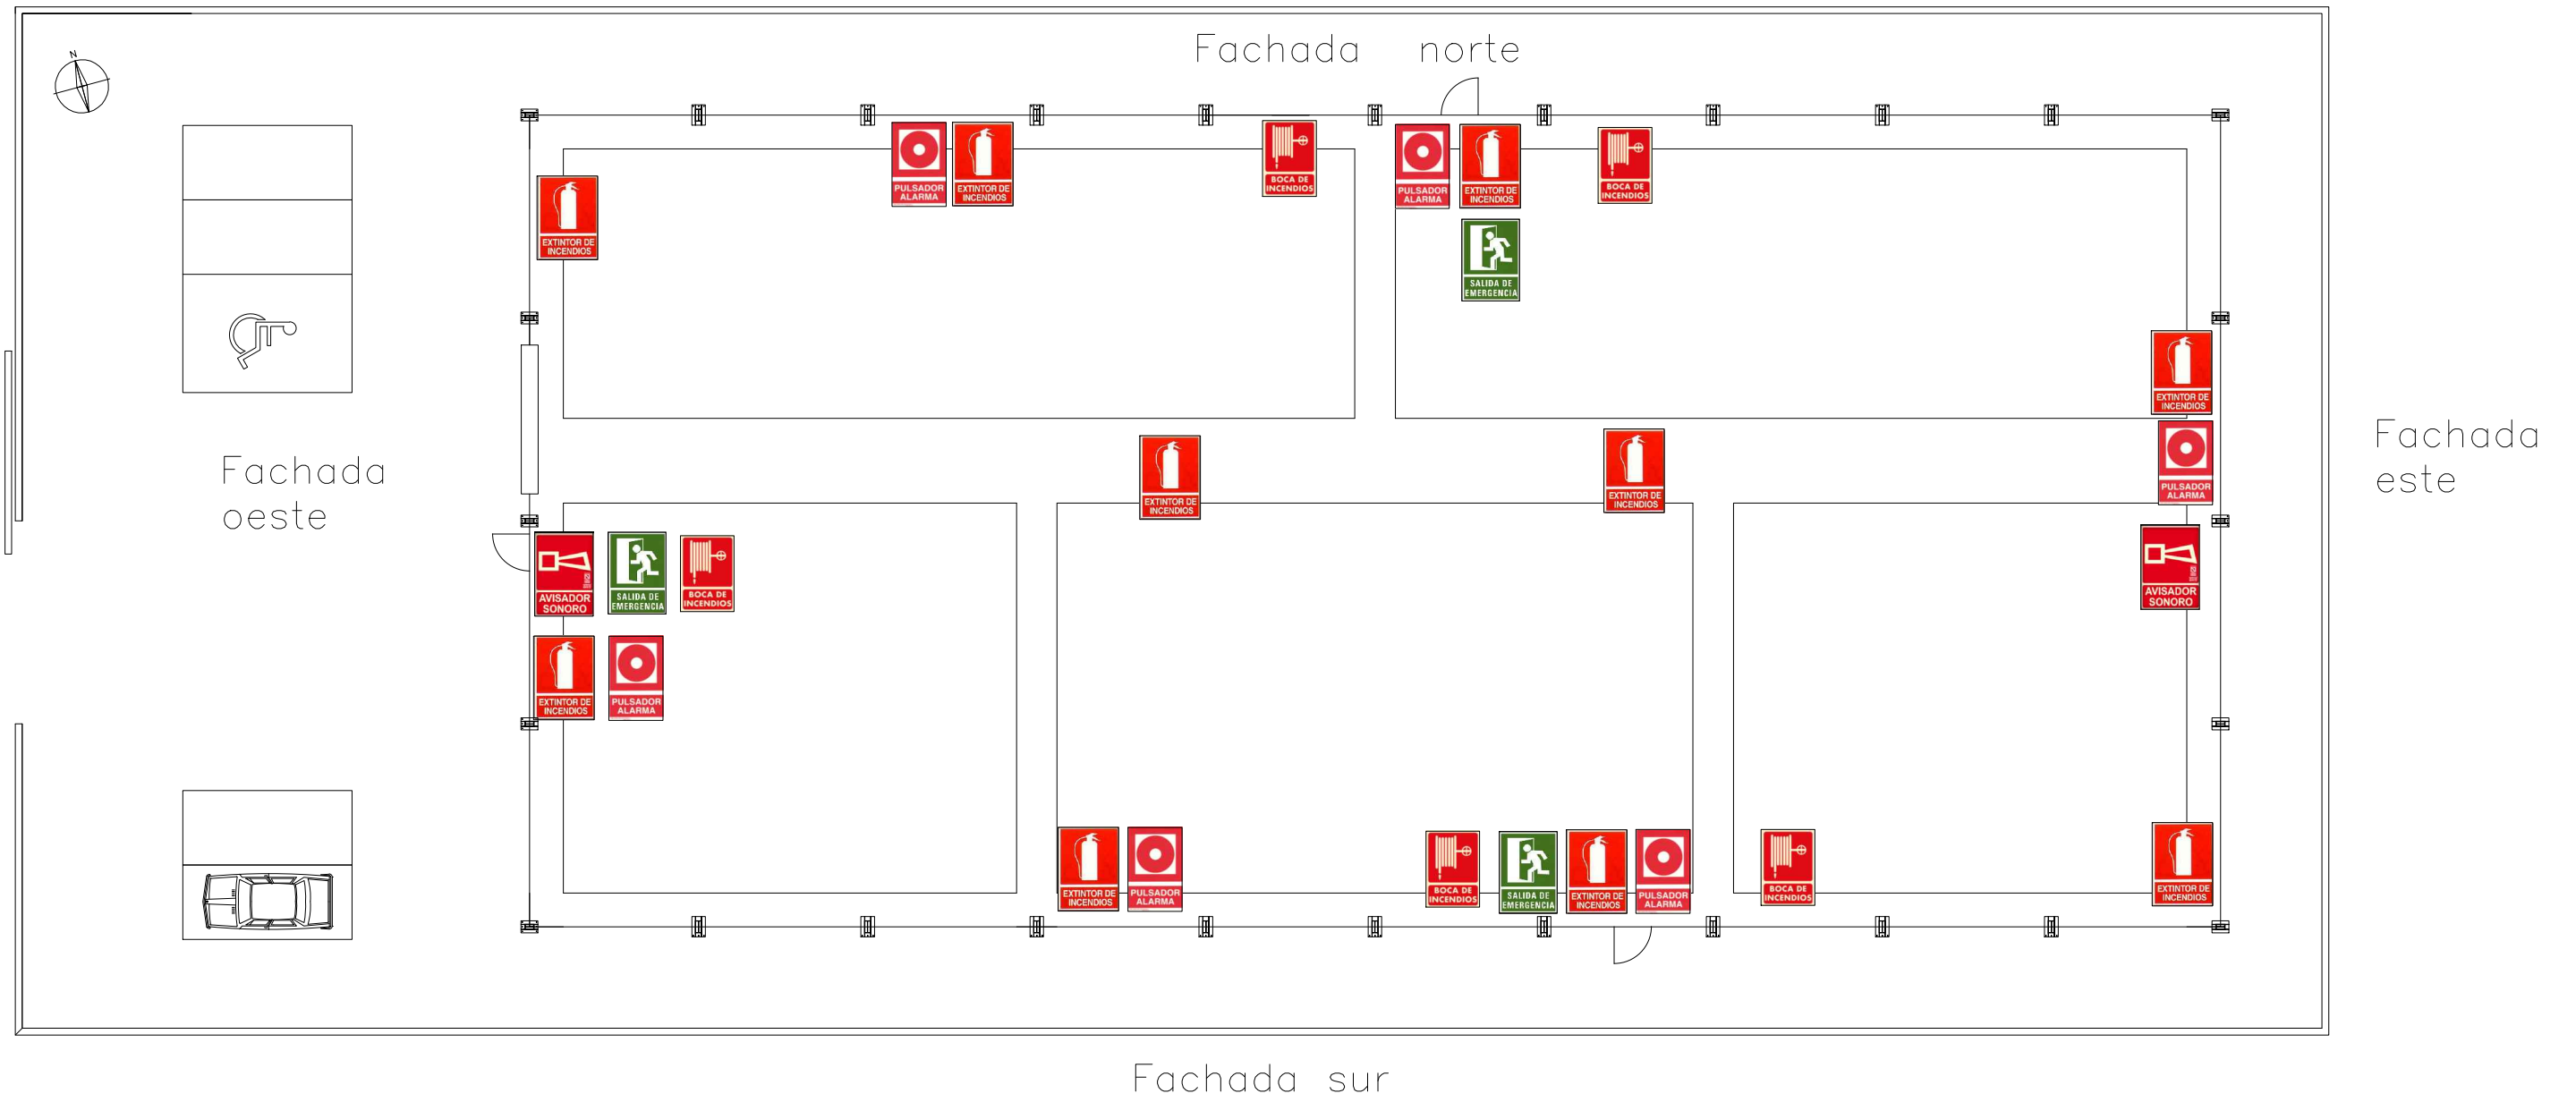 Fachada norte
N
PULSADOR
ALARMA
EXTINTOR DE
INCENDIOS
BOCA DE
INCENDIOS
PULSADOR
ALARMA
EXTINTOR DE
INCENDIOS
BOCA DE
INCENDIOS
EXTINTOR DE
INCENDIOS
SALIDA DE
EMERGENCIA
EXTINTOR DE
INCENDIOS
Fachada
oeste
EXTINTOR DE
INCENDIOS
EXTINTOR DE
INCENDIOS
PULSADOR
ALARMA
Fachada
este
AVISADOR
SONORO
SALIDA DE
EMERGENCIA
BOCA DE
INCENDIOS
AVISADOR
SONORO
EXTINTOR DE
INCENDIOS
PULSADOR
ALARMA
EXTINTOR DE
INCENDIOS
PULSADOR
ALARMA
BOCA DE
INCENDIOS
SALIDA DE
EMERGENCIA
EXTINTOR DE
INCENDIOS
PULSADOR
ALARMA
BOCA DE
INCENDIOS
EXTINTOR DE
INCENDIOS
Fachada sur